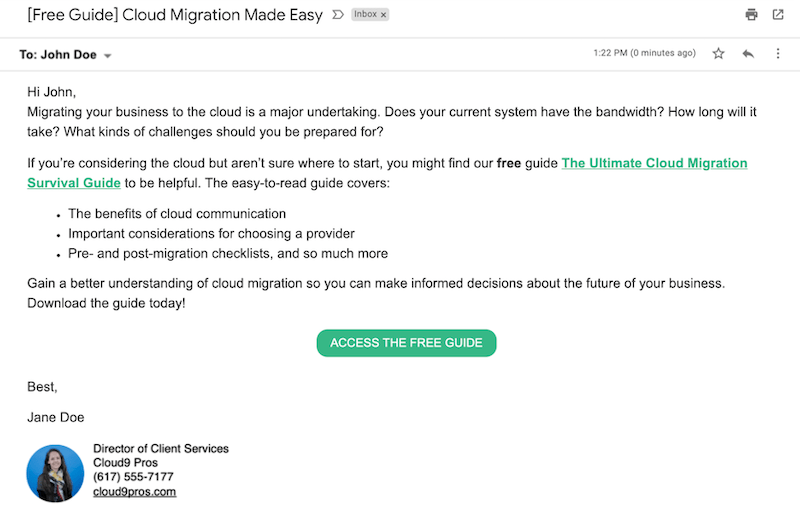 [Free Guide] Cloud Migration Made Easy Inbox x
To: John Doe 1:22 PM (0 minutes ago)
Hi John,
Migrating your business to the cloud is a major undertaking. Does your current system have the bandwidth? How long will it
take? What kinds of challenges should you be prepared for?
If you’re considering the cloud but aren’t sure where to start, you might find our free guide The Ultimate Cloud Migration
Survival Guide to be helpful. The easy-to-read guide covers:
• The benefits of cloud communication
• Important considerations for choosing a provider
• Pre- and post-migration checklists, and so much more
Gain a better understanding of cloud migration so you can make informed decisions about the future of your business.
Download the guide today!
ACCESS THE FREE GUIDE
Best,
Jane Doe
Director of Client Services
Cloud9 Pros
(617) 555-7177
cloud9pros.com